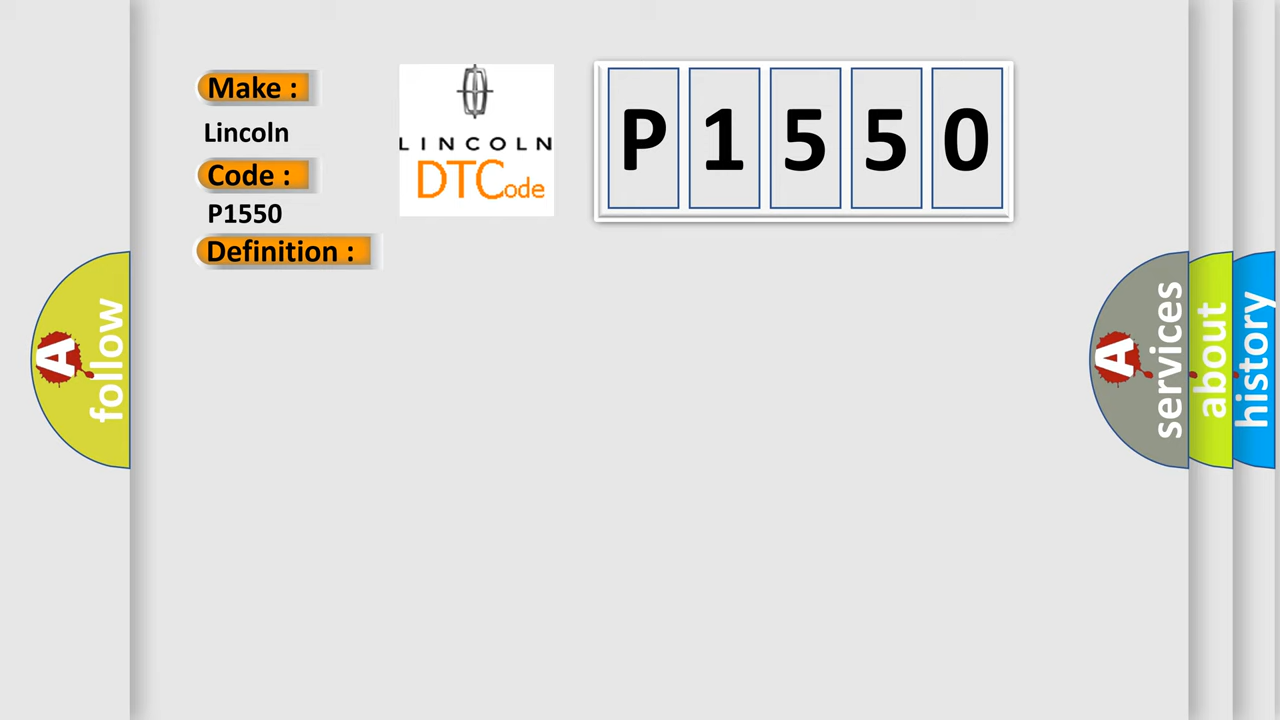 Make :
Lincoln
Code :
P1550
Definition :
LINCOLN
DTCode
P 1 5 5 0
A follow
A services
about
history